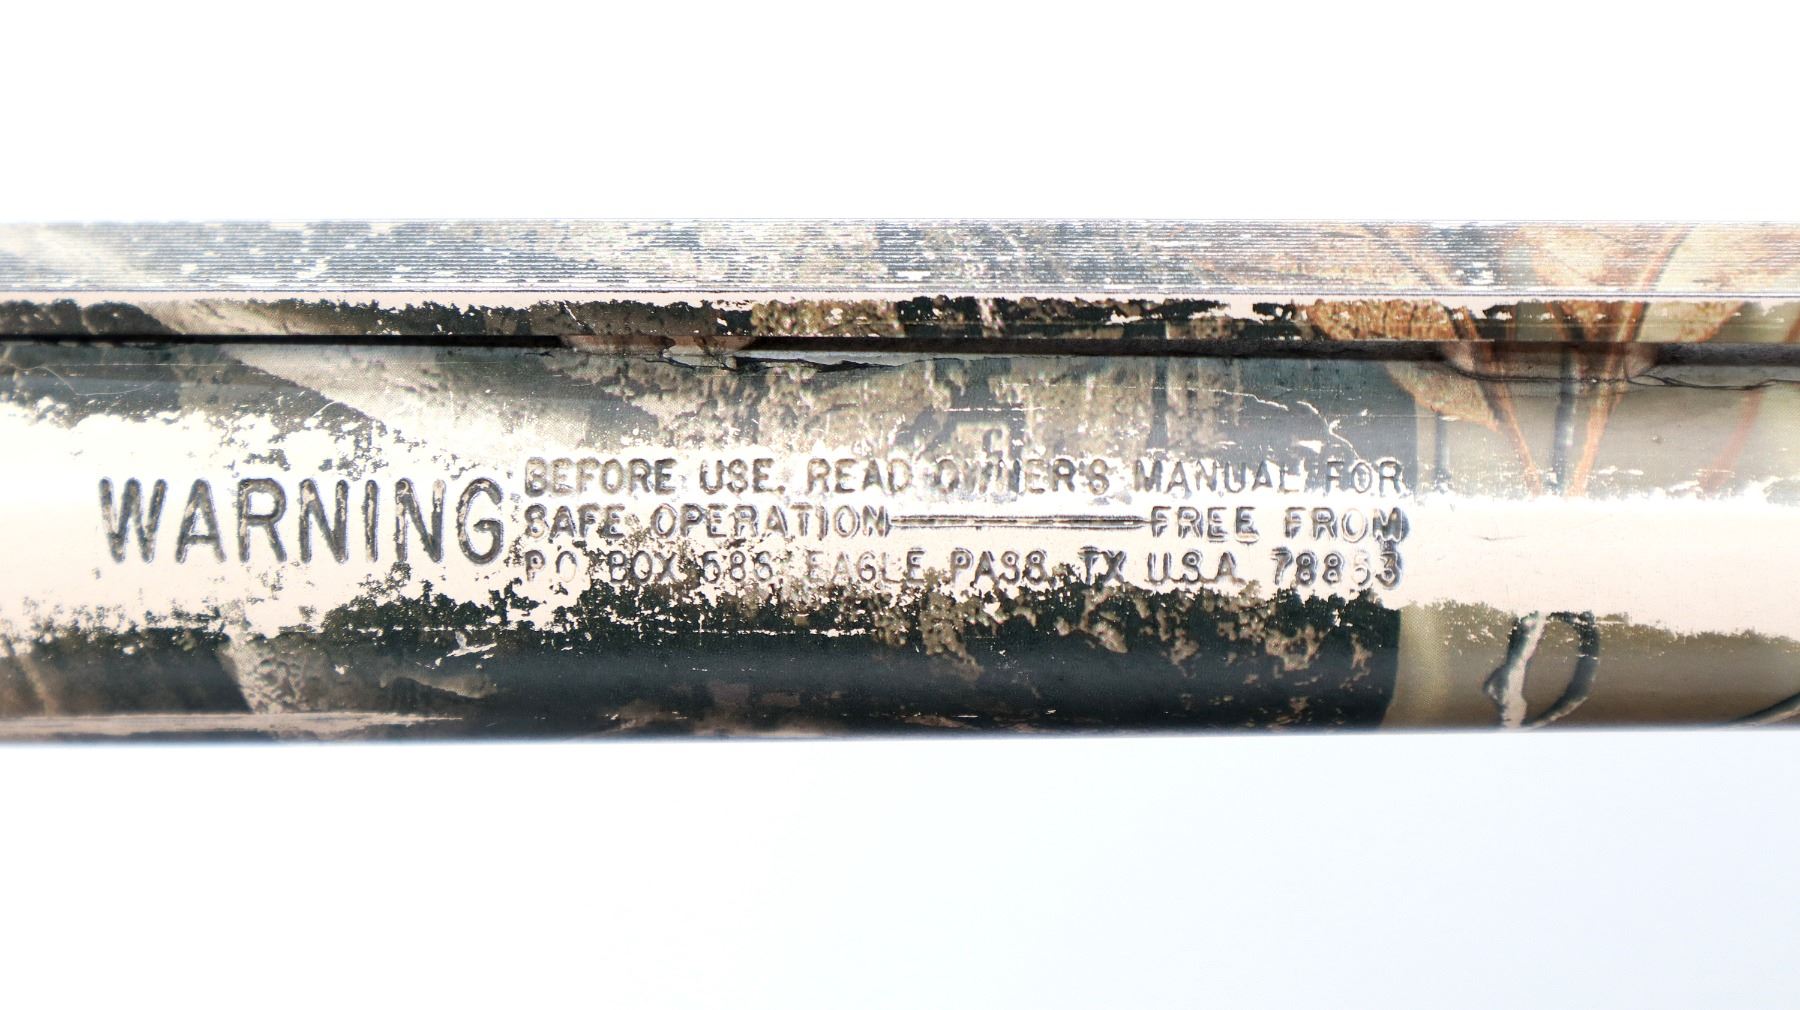 WARNING BEFORE USE, READ OWNER'S MANUAL FOR
SAFE OPERATION——FREE FROM
P.O. BOX 586, EAGLE PASS, TX U.S.A. 78853